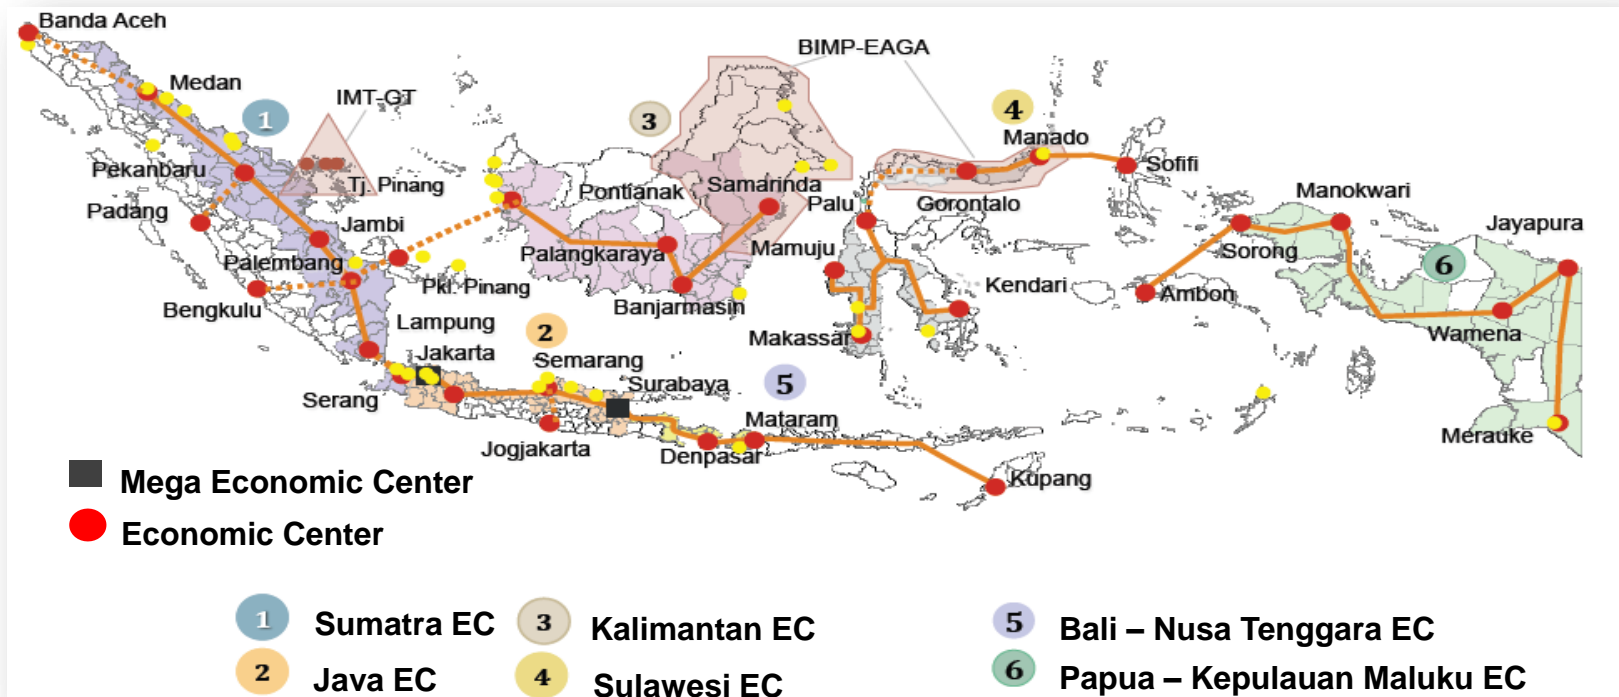 Banda Aceh
BIMP-EAGA
Medan
IMT-GT
1
3
4
Manado
Sofifi
Pekanbaru
Tj. Pinang
Pontianak
Samarinda
Palu
Gorontalo
Manokwari
Padang
Jambi
Jayapura
Palembang
Palangkaraya
Mamuju
Sorong
6
Pkl. Pinang
Kendari
Ambon
Bengkulu
Banjarmasin
Lampung
2
Makassar
Wamena
Jakarta
Semarang
5
Surabaya
Serang
Mataram
Jogjakarta
Denpasar
Merauke
Kupang
Mega Economic Center
Economic Center
1 Sumatra EC
2 Java EC
3 Kalimantan EC
4 Sulawesi EC
5 Bali – Nusa Tenggara EC
6 Papua – Kepulauan Maluku EC